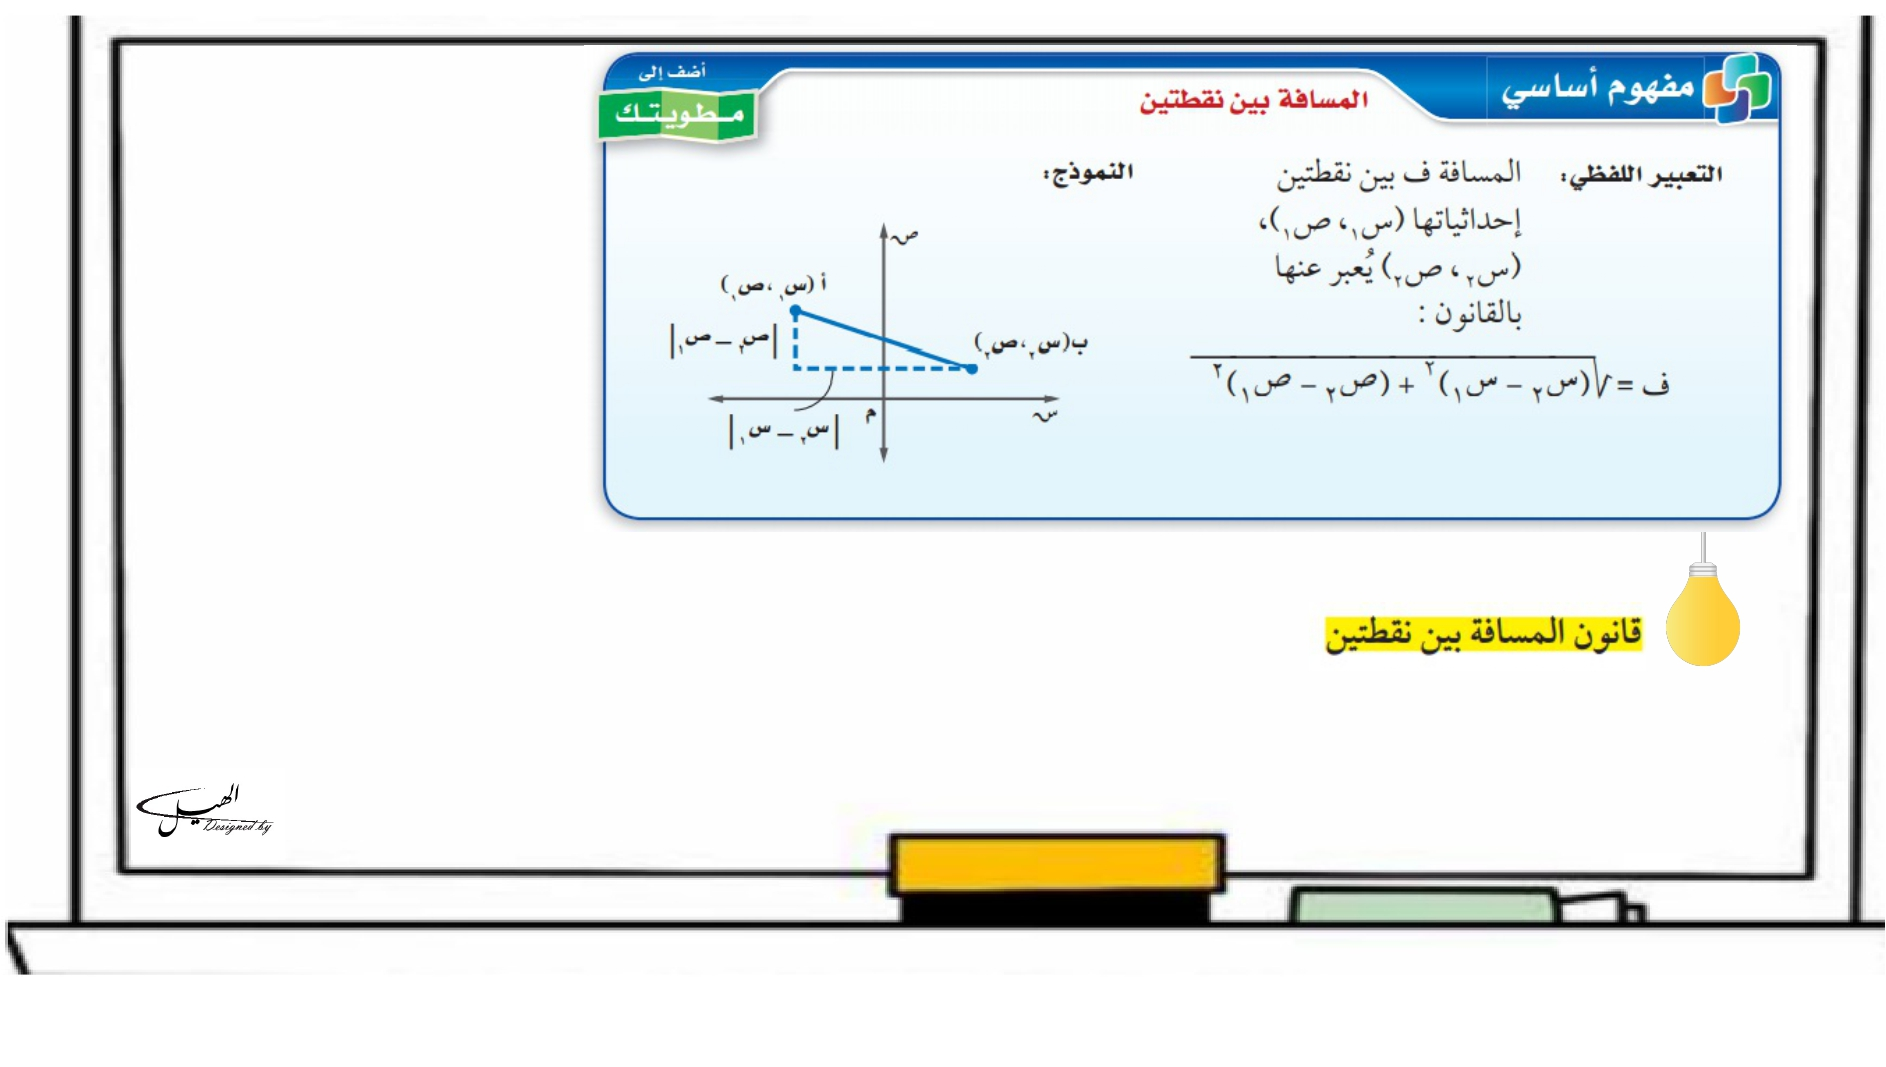 مفهوم أساسي
المسافة بين نقطتين
أضف إلى
مـطويـتـك
التعبير اللفظي:
المسافة ف بين نقطتين
إحداثياتها (س١، ص١)،
(س٢، ص٢) يُعبر عنها
بالقانون :
ف = √(س٢ – س١)٢ + (ص٢ – ص١)٢
النموذج:
ص
أ (س١، ص١)
|ص٢ – ص١|
ب(س٢، ص٢)
م
س
|س٢ – س١|
قانون المسافة بين نقطتين
الهيل
Designed by